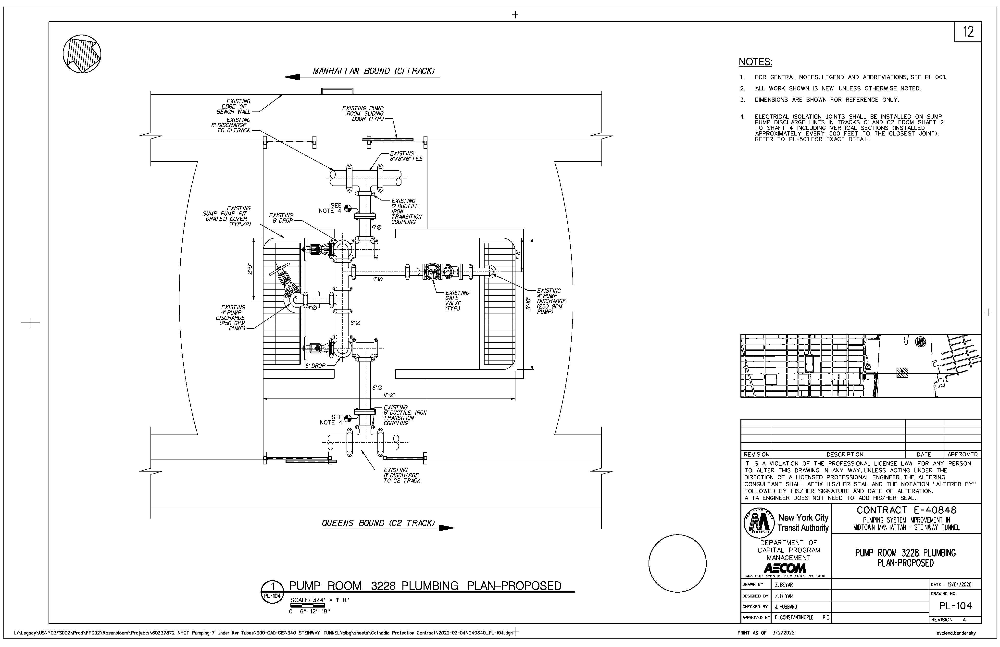 12
NOTES:
1. FOR GENERAL NOTES, LEGEND AND ABBREVIATIONS, SEE PL-001.
2. ALL WORK SHOWN IS NEW UNLESS OTHERWISE NOTED.
3. DIMENSIONS ARE SHOWN FOR REFERENCE ONLY.
4. ELECTRICAL ISOLATION JOINTS SHALL BE INSTALLED ON SUMP
PUMP DISCHARGE LINES IN TRACKS C1 AND C2 FROM SHAFT 2
TO SHAFT 4 INCLUDING VERTICAL SECTIONS (INSTALLED
APPROXIMATELY EVERY 500 FEET TO THE CLOSEST JOINT).
REFER TO PL-501 FOR EXACT DETAIL.
MANHATTAN BOUND (C1 TRACK)
EXISTING
EDGE OF
BENCH WALL
EXISTING
8" DISCHARGE
TO C1 TRACK
EXISTING PUMP
ROOM SLIDING
DOOR (TYP.)
EXISTING
8"X8"X6" TEE
EXISTING
6" DUCTILE
IRON
TRANSITION
COUPLING
SEE
NOTE 4
EXISTING
SUMP PUMP PIT
GRATED COVER
(TYP./2)
EXISTING
6" DROP
6"Ø
2'-9"
1'-6"
4"Ø
EXISTING
GATE
VALVE
(TYP.)
5'-10"
EXISTING
4" PUMP
DISCHARGE
(250 GPM
PUMP)
EXISTING
4" PUMP
DISCHARGE
(250 GPM
PUMP)
4"Ø
6"Ø
6" DROP
6"Ø
11'-2"
EXISTING
6" DUCTILE IRON
TRANSITION
COUPLING
SEE
NOTE 4
EXISTING
8" DISCHARGE
TO C2 TRACK
QUEENS BOUND (C2 TRACK)
1
PL-104
PUMP ROOM 3228 PLUMBING PLAN–PROPOSED
SCALE: 3/4" = 1'-0"
0 6" 12" 18"
REVISION DESCRIPTION DATE APPROVED
IT IS A VIOLATION OF THE PROFESSIONAL LICENSE LAW FOR ANY PERSON
TO ALTER THIS DRAWING IN ANY WAY, UNLESS ACTING UNDER THE
DIRECTION OF A LICENSED PROFESSIONAL ENGINEER. THE ALTERING
CONSULTANT SHALL AFFIX HIS/HER SEAL AND THE NOTATION "ALTERED BY"
FOLLOWED BY HIS/HER SIGNATURE AND DATE OF ALTERATION.
A TA ENGINEER DOES NOT NEED TO ADD HIS/HER SEAL.
NEW YORK CITY
TRANSIT
New York City
Transit Authority
DEPARTMENT OF
CAPITAL PROGRAM
MANAGEMENT
AECOM
605 3RD AVENUE, NEW YORK, NY 10158
CONTRACT E-40848
PUMPING SYSTEM IMPROVEMENT IN
MIDTOWN MANHATTAN - STEINWAY TUNNEL
PUMP ROOM 3228 PLUMBING
PLAN-PROPOSED
DRAWN BY Z. BEYAR
DESIGNED BY Z. BEYAR
CHECKED BY J. HUBBARD
APPROVED BY F. CONSTANTINOPLE P.E.
DATE : 12/04/2020
DRAWING NO.
PL-104
REVISION A
L:\Legacy\USNYC3FS002\Prod\FP002\Rosenbloom\Projects\60337872 NYCT Pumping-7 Under Rvr Tubes\900-CAD-GIS\940 STEINWAY TUNNEL\plbg\sheets\Cathodic Protection Contract\2022-03-04\C40840_PL-104.dgn
PRINT AS OF 3/2/2022
evolena.bendersky